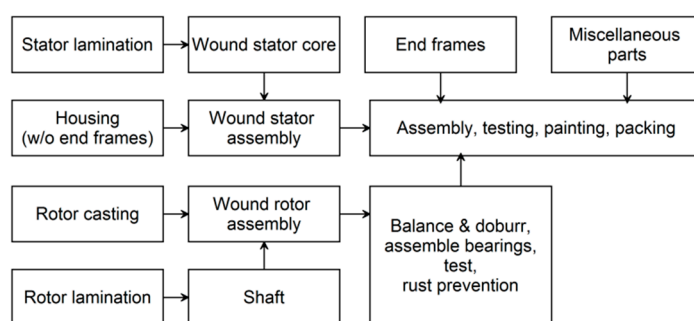 Stator lamination
Wound stator core
End frames
Miscellaneous
parts
Housing
(w/o end frames)
Wound stator
assembly
Assembly, testing, painting, packing
Rotor casting
Wound rotor
assembly
Balance & doburr,
assemble bearings,
test,
rust prevention
Rotor lamination
Shaft